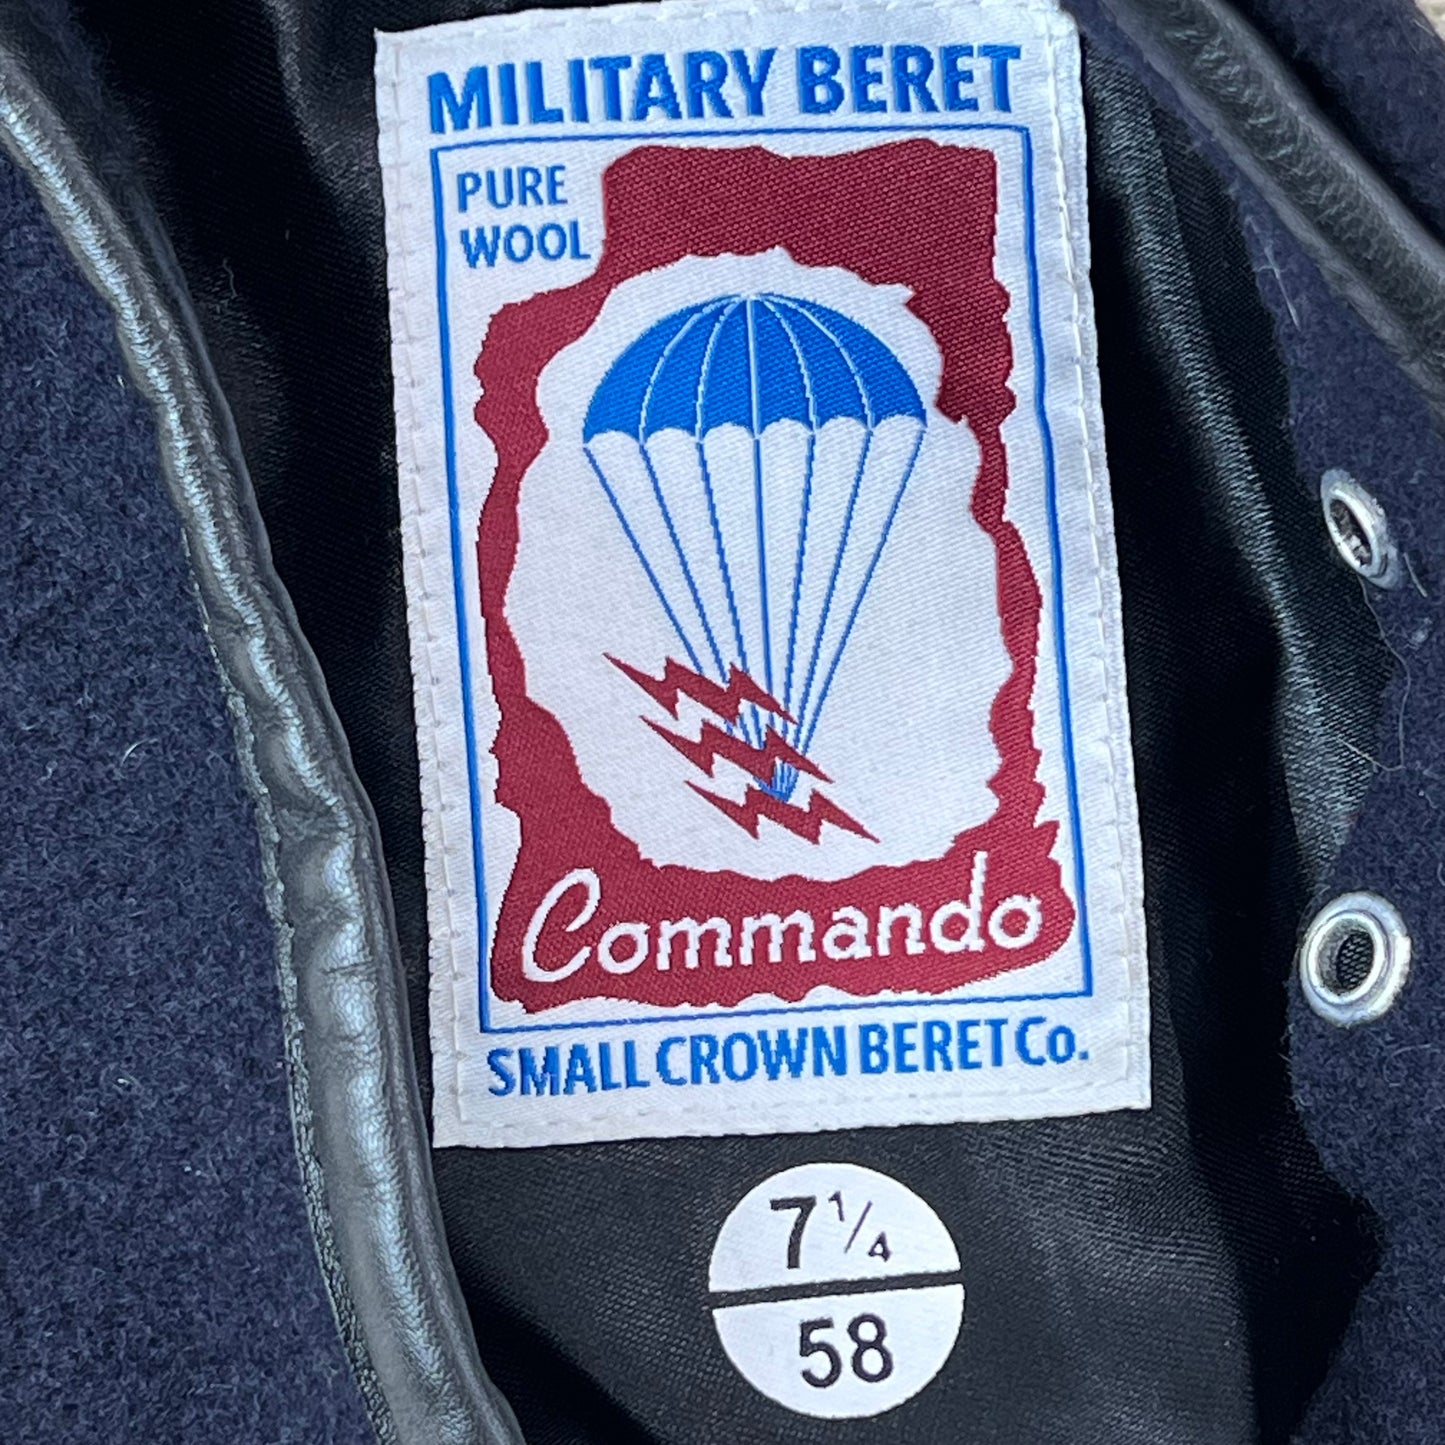 MILITARY BERET
PURE
WOOL
Commando
SMALL CROWN BERET Co.
7 1/4
58